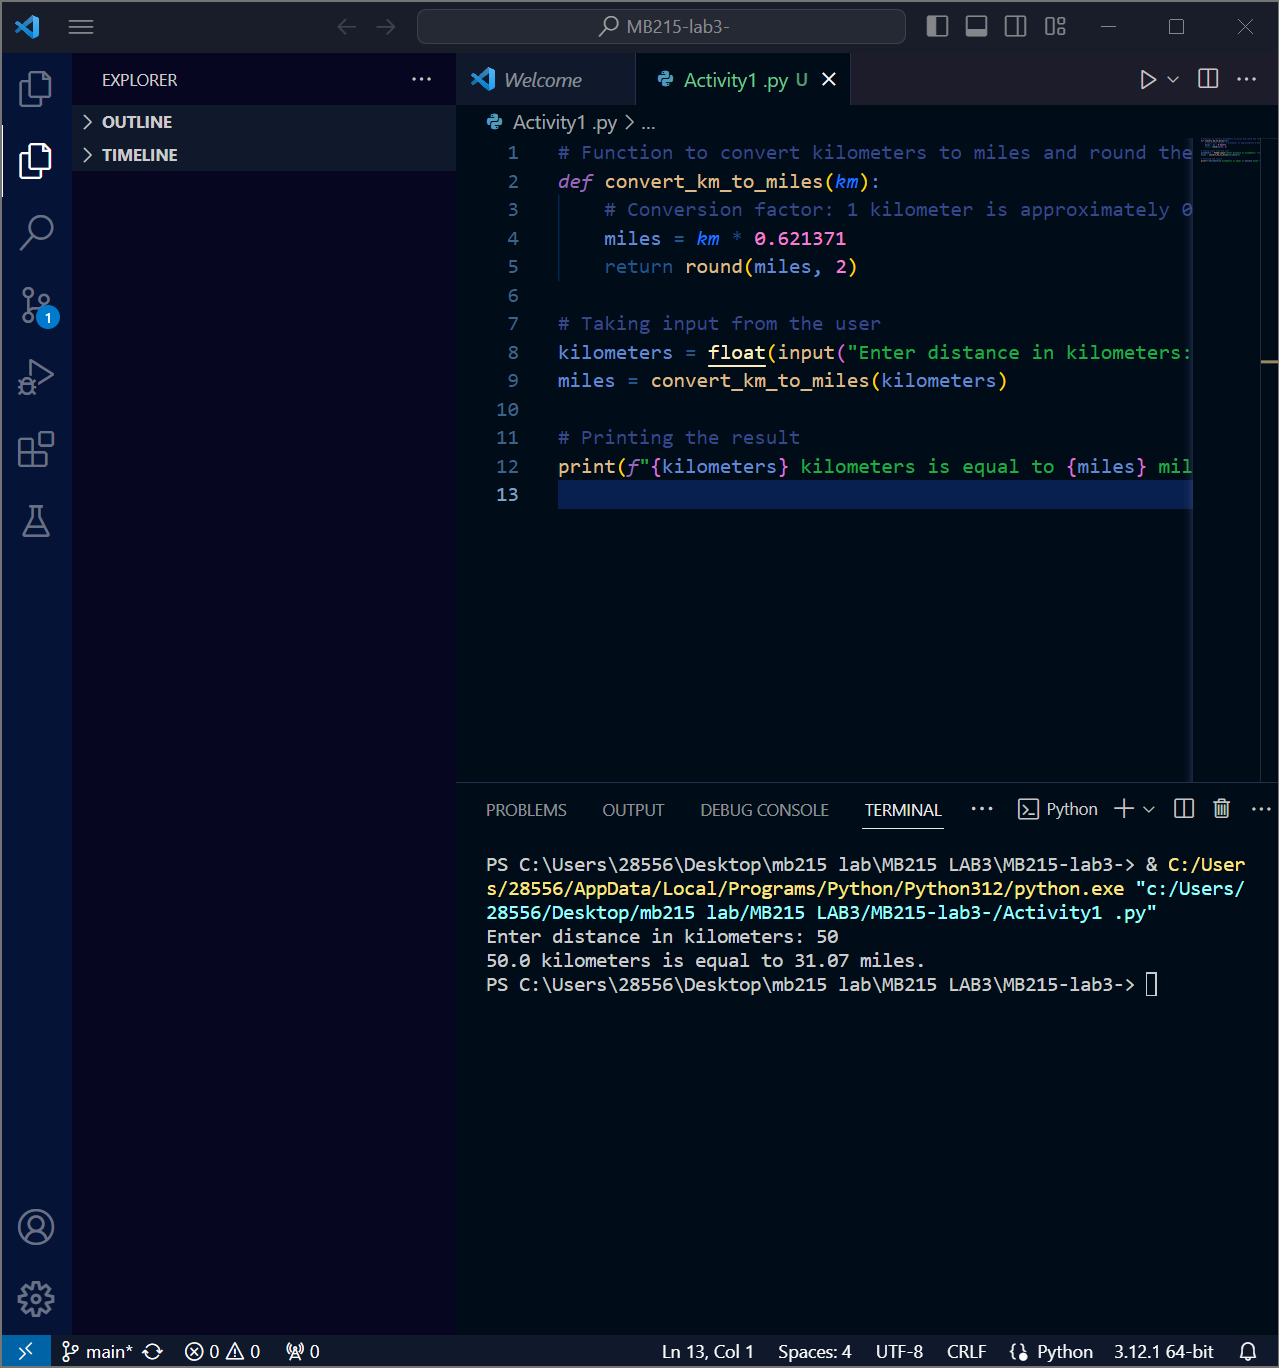 MB215-lab3-
EXPLORER
OUTLINE
TIMELINE
1
Welcome
Activity1 .py U
Activity1 .py > ...
1 # Function to convert kilometers to miles and round the
2 def convert_km_to_miles(km):
3 # Conversion factor: 1 kilometer is approximately 0
4 miles = km * 0.621371
5 return round(miles, 2)
6
7 # Taking input from the user
8 kilometers = float(input("Enter distance in kilometers:
9 miles = convert_km_to_miles(kilometers)
10
11 # Printing the result
12 print(f"{kilometers} kilometers is equal to {miles} mil
13
PROBLEMS OUTPUT DEBUG CONSOLE TERMINAL ... Python
PS C:\Users\28556\Desktop\mb215 lab\MB215 LAB3\MB215-lab3-> & C:/User
s/28556/AppData/Local/Programs/Python/Python312/python.exe "c:/Users/
28556/Desktop/mb215 lab/MB215 LAB3/MB215-lab3-/Activity1 .py"
Enter distance in kilometers: 50
50.0 kilometers is equal to 31.07 miles.
PS C:\Users\28556\Desktop\mb215 lab\MB215 LAB3\MB215-lab3->
main* 0 0 0 Ln 13, Col 1 Spaces: 4 UTF-8 CRLF Python 3.12.1 64-bit